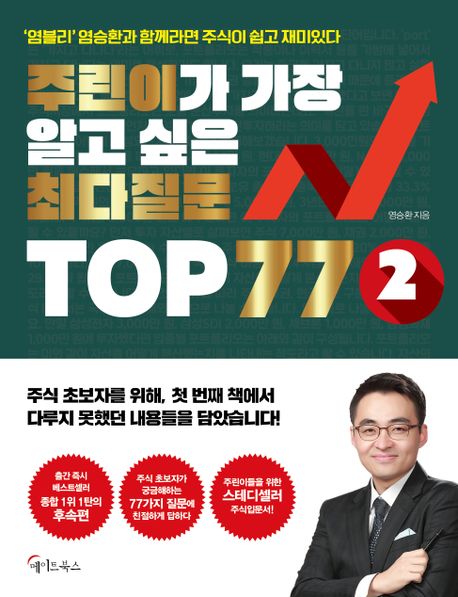 ‘염블리’ 염승환과 함께라면 주식이 쉽고 재미있다
주린이가 가장
알고 싶은
최다질문
염승환 지음
TOP 77 2
주식 초보자를 위해, 첫 번째 책에서
다루지 못했던 내용들을 담았습니다!
출간 즉시
베스트셀러
종합 1위 1탄의
후속편
주식 초보자가
궁금해하는
77가지 질문에
친절하게 답하다
주린이들을 위한
스테디셀러
주식입문서!
메이트북스